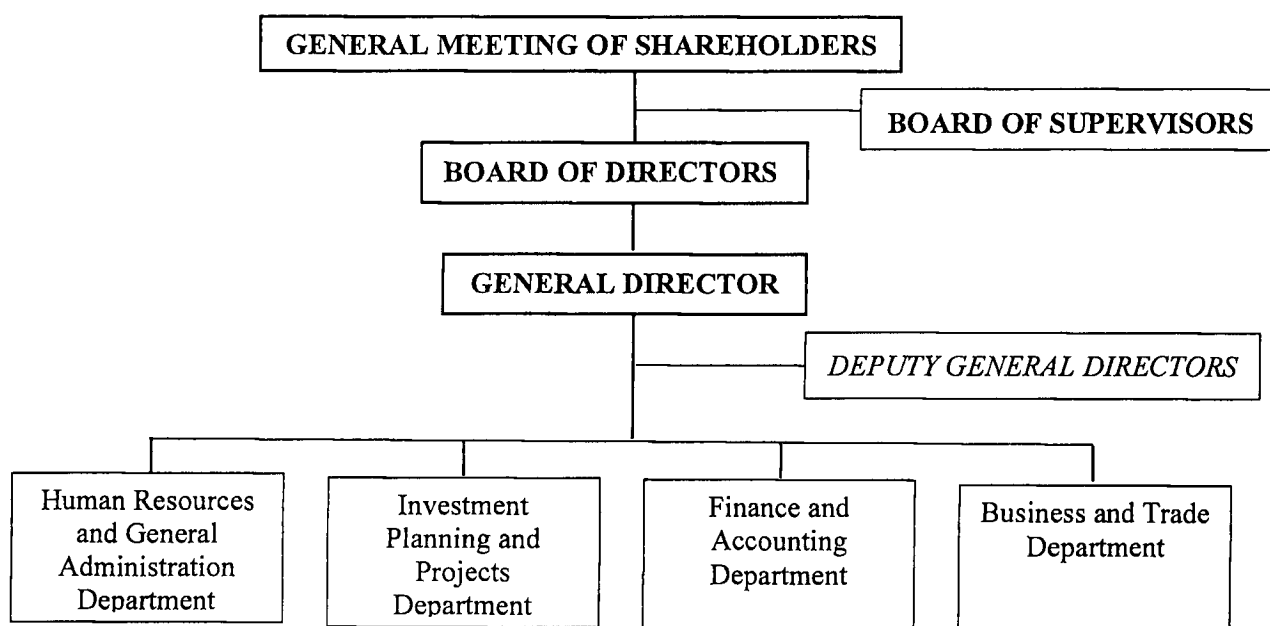 GENERAL MEETING OF SHAREHOLDERS
BOARD OF SUPERVISORS
BOARD OF DIRECTORS
GENERAL DIRECTOR
DEPUTY GENERAL DIRECTORS
Human Resources
and General
Administration
Department
Investment
Planning and
Projects
Department
Finance and
Accounting
Department
Business and Trade
Department